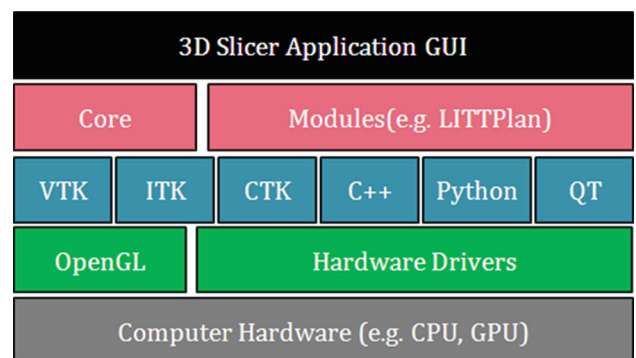 3D Slicer Application GUI
Core
Modules(e.g. LITTPlan)
VTK
ITK
CTK
C++
Python
QT
OpenGL
Hardware Drivers
Computer Hardware (e.g. CPU, GPU)